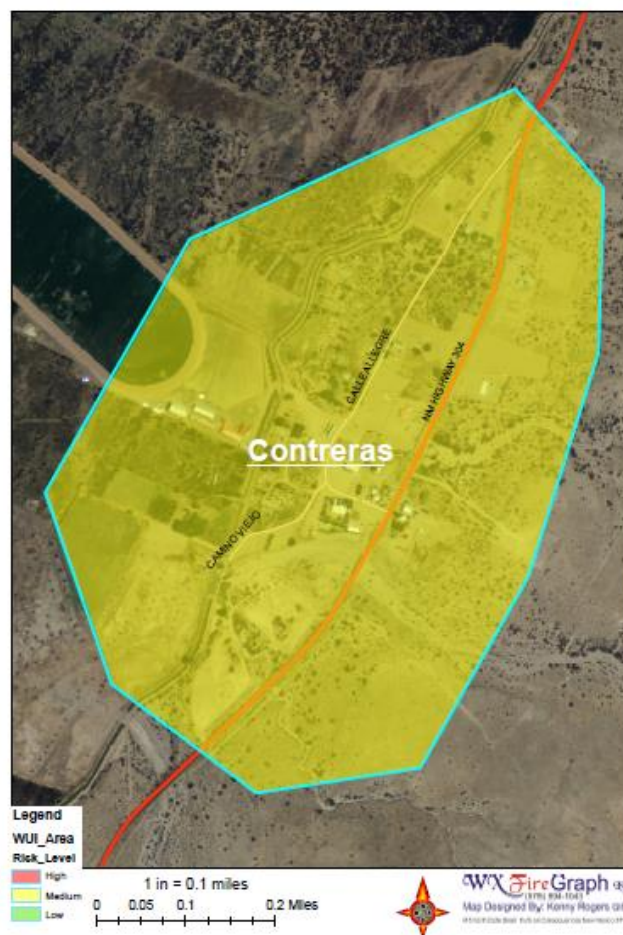 CALLE ALLEGRE
NM HIGHWAY 304
Contreras
CAMINO VIEJO
Legend
WUI_Area
Risk_Level
High
Medium
Low
1 in = 0.1 miles
0 0.05 0.1 0.2 Miles
WX FireGraph
Map Designed By: Kenny Rogers